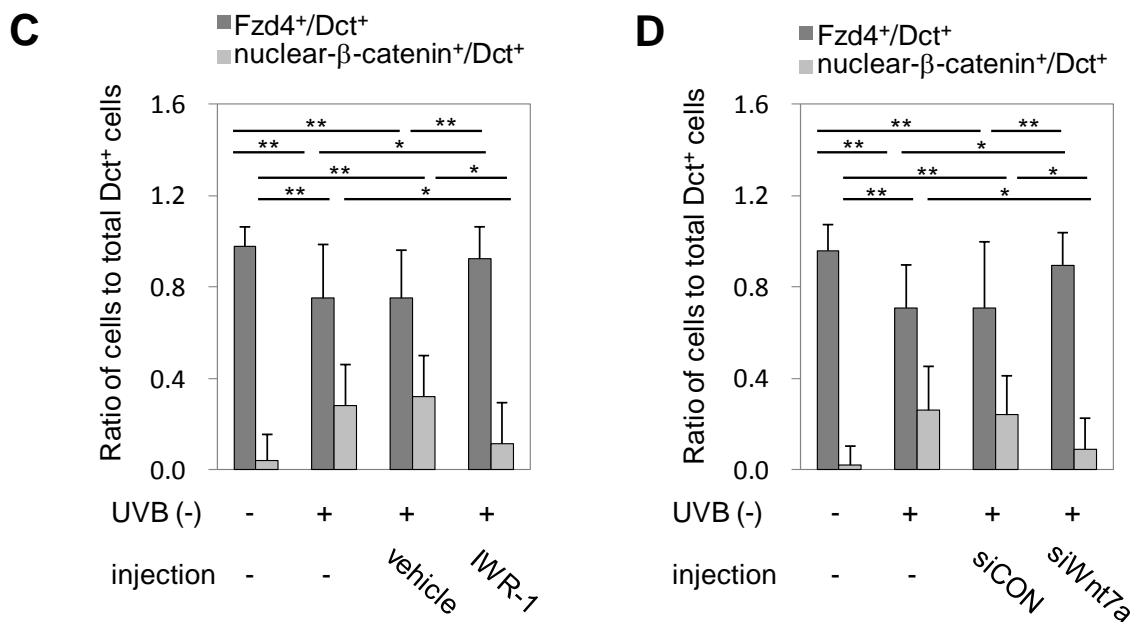 C
Fzd4⁺/Dct⁺
nuclear-β-catenin⁺/Dct⁺
Ratio of cells to total Dct⁺ cells
1.6
1.2
0.8
0.4
0.0
** **
** *
** *
** *
UVB (-) - + + +
injection - - vehicle IWR-1
D
Fzd4⁺/Dct⁺
nuclear-β-catenin⁺/Dct⁺
Ratio of cells to total Dct⁺ cells
1.6
1.2
0.8
0.4
0.0
** **
** *
** *
** *
UVB (-) - + + +
injection - - siCON siWnt7a